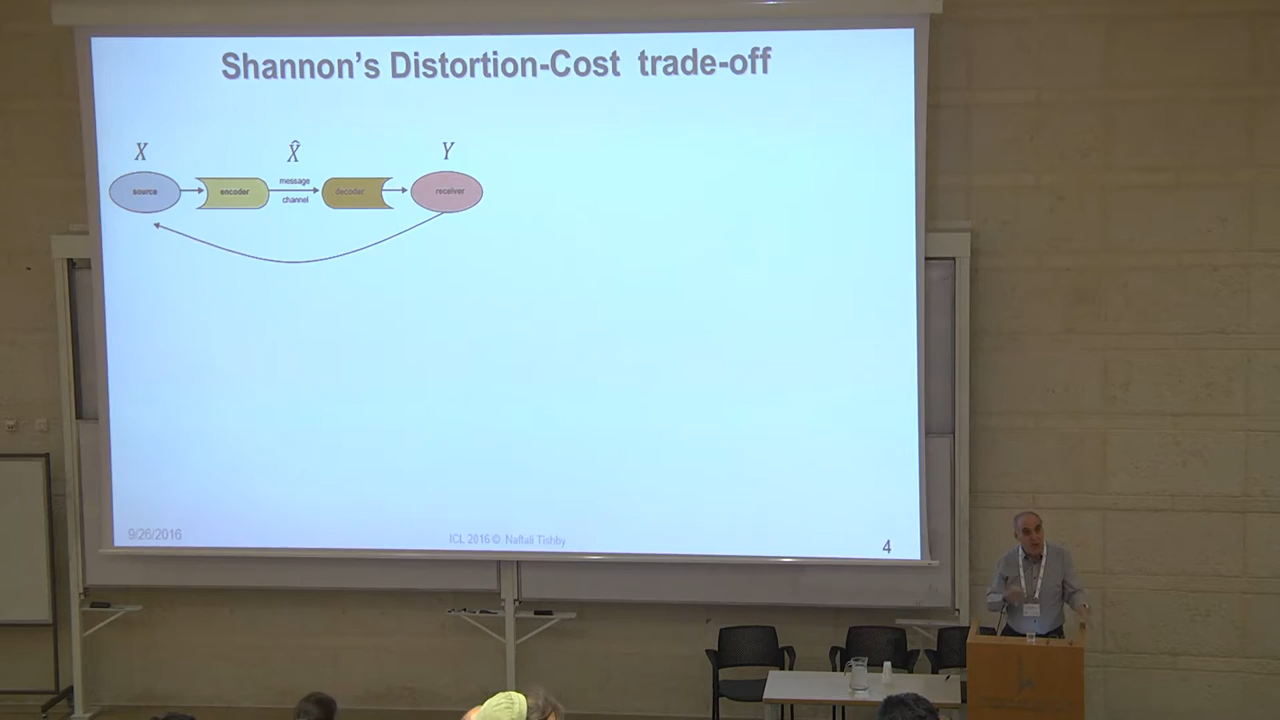 Shannon's Distortion-Cost trade-off
X
X̂
Y
source
encoder
message
channel
decoder
receiver
9/26/2016
ICL 2016 © Naftali Tishby
4